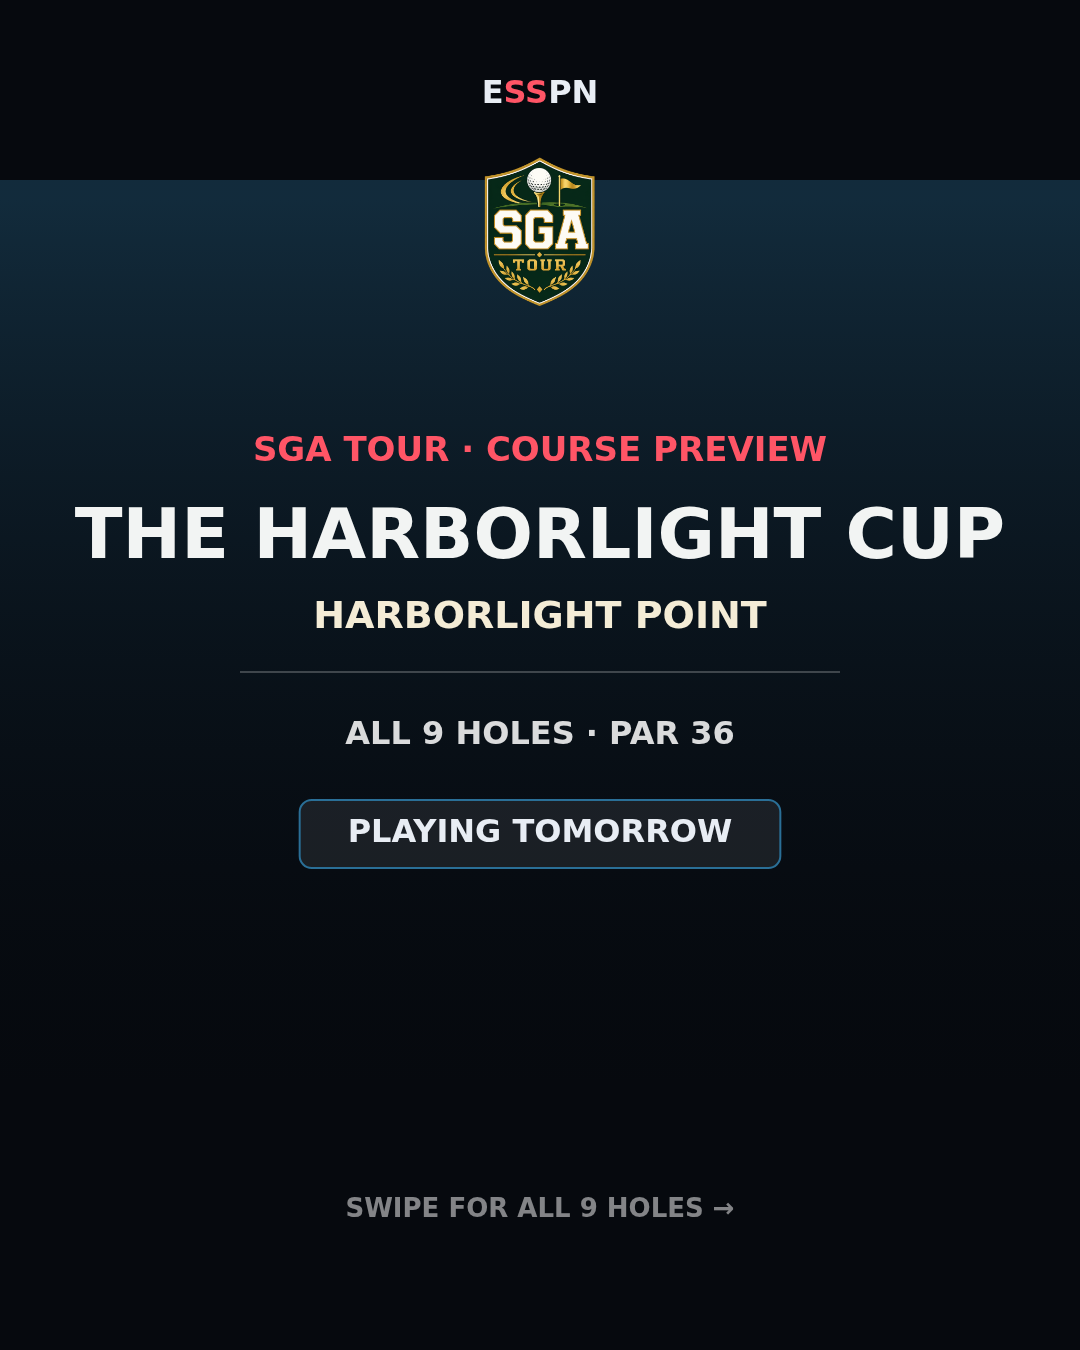 ESSPN
SGA
TOUR
SGA TOUR · COURSE PREVIEW
THE HARBORLIGHT CUP
HARBORLIGHT POINT
ALL 9 HOLES · PAR 36
PLAYING TOMORROW
SWIPE FOR ALL 9 HOLES →